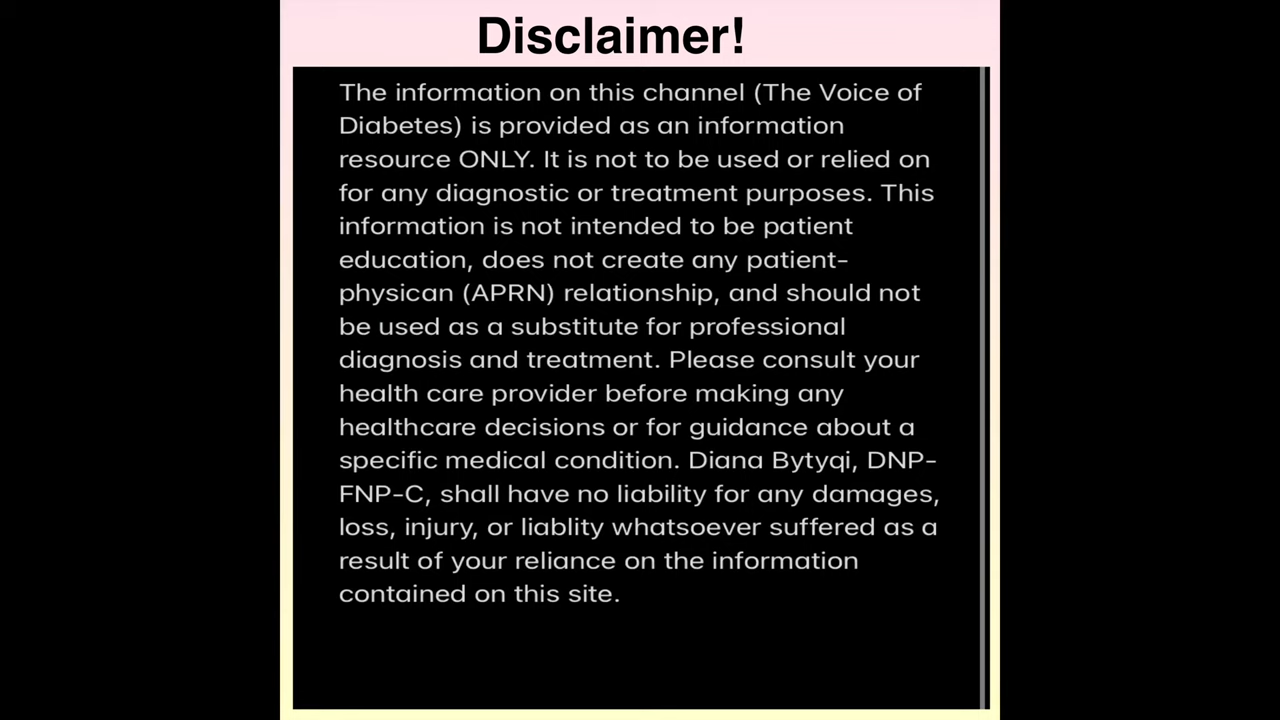 Disclaimer!
The information on this channel (The Voice of
Diabetes) is provided as an information
resource ONLY. It is not to be used or relied on
for any diagnostic or treatment purposes. This
information is not intended to be patient
education, does not create any patient-
physican (APRN) relationship, and should not
be used as a substitute for professional
diagnosis and treatment. Please consult your
health care provider before making any
healthcare decisions or for guidance about a
specific medical condition. Diana Bytyqi, DNP-
FNP-C, shall have no liability for any damages,
loss, injury, or liablity whatsoever suffered as a
result of your reliance on the information
contained on this site.